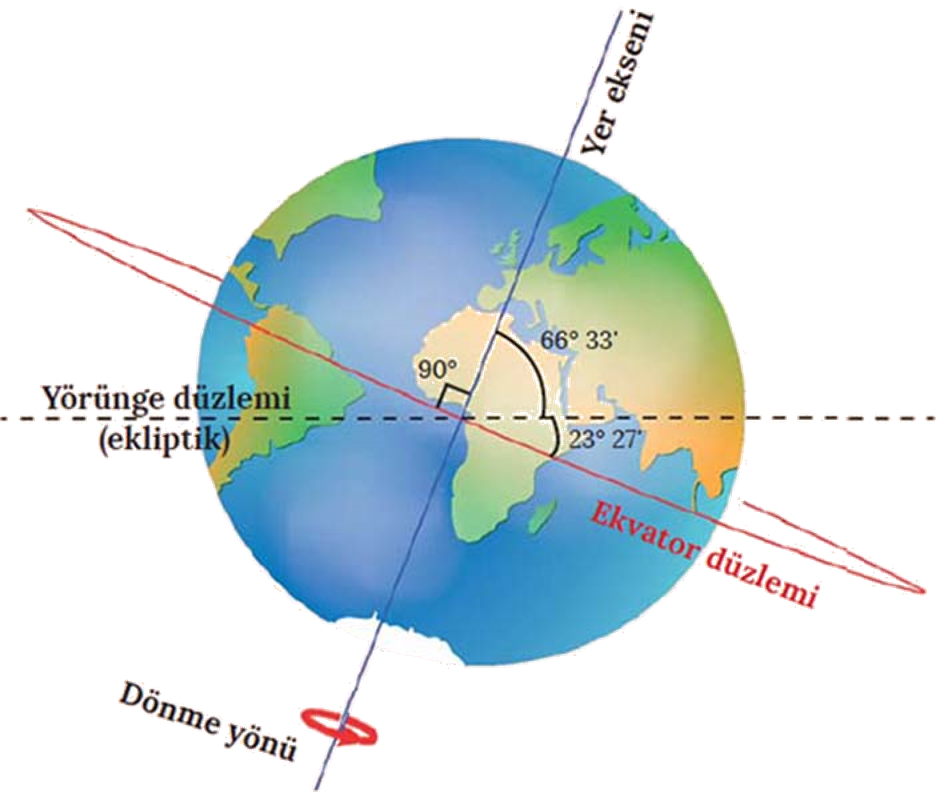 Yer ekseni
66° 33'
90°
Yörünge düzlemi
(ekliptik)
23° 27'
Ekvator düzlemi
Dönme yönü